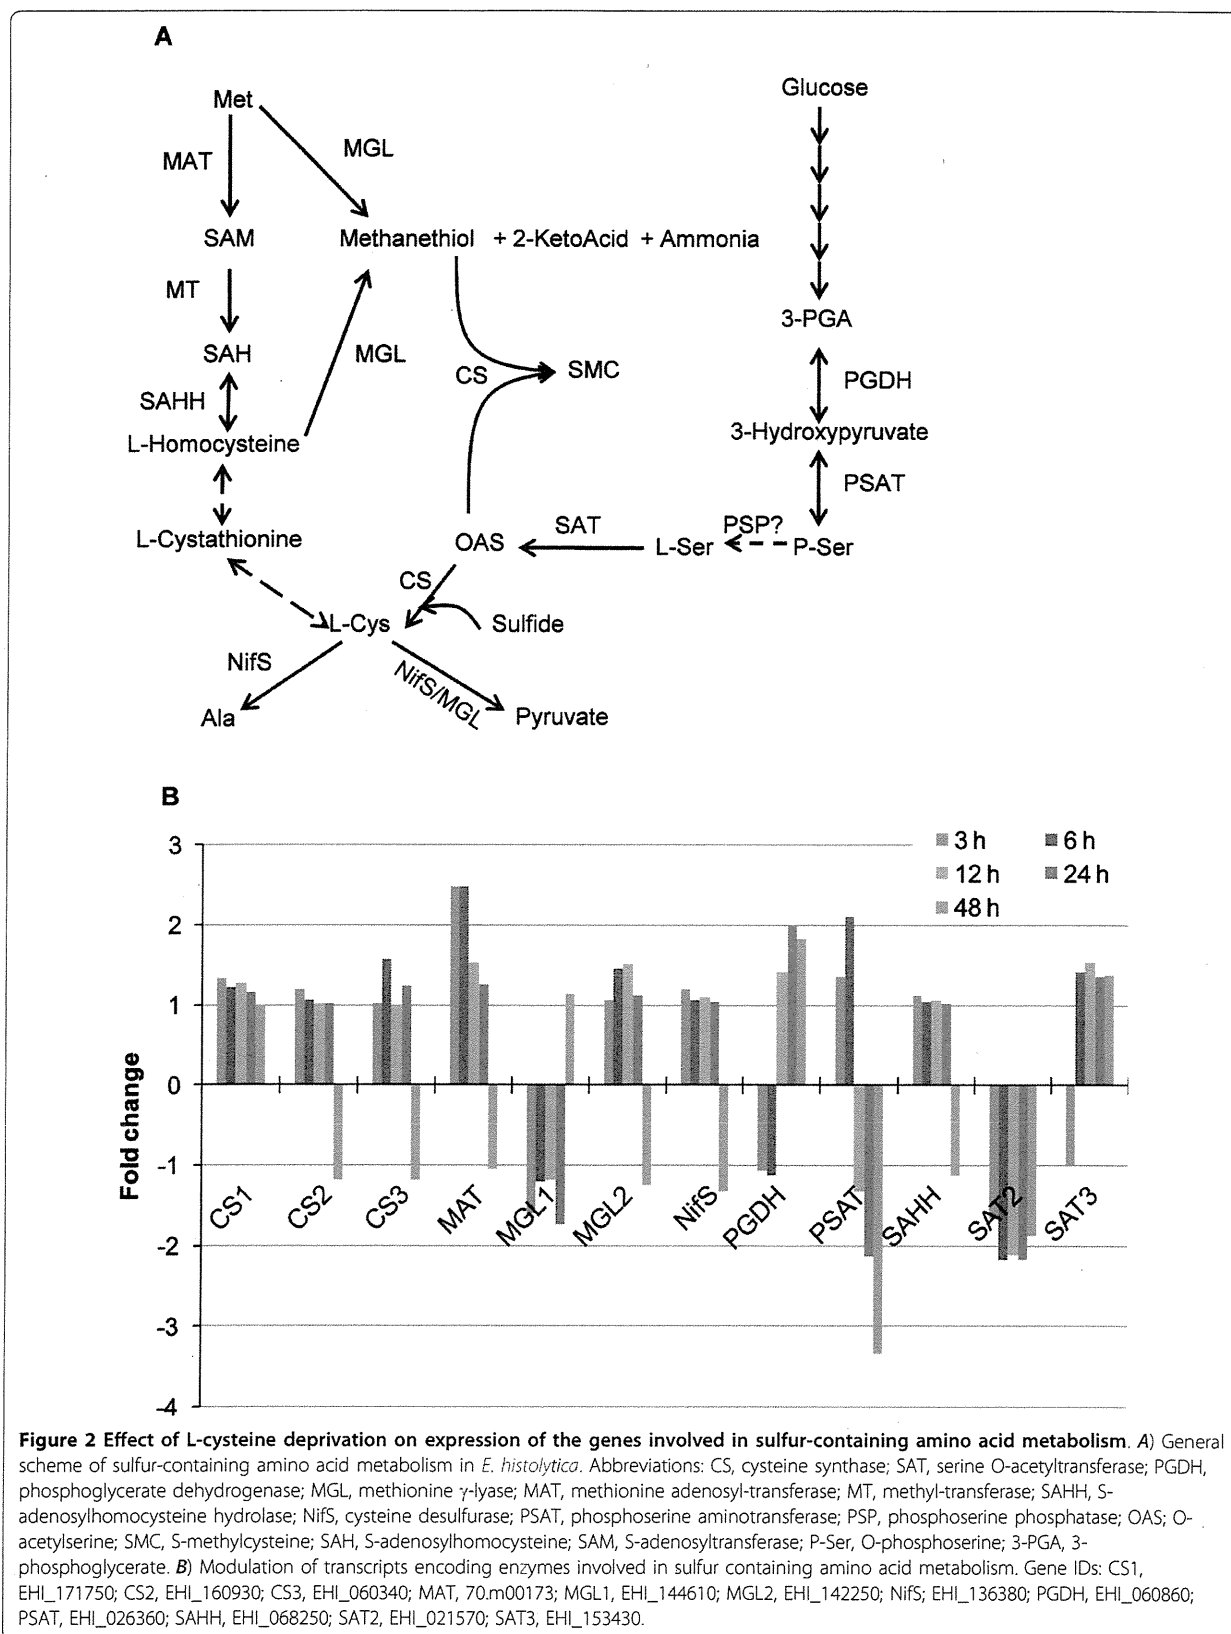 A
Met
Glucose
MAT
MGL
SAM
Methanethiol + 2-KetoAcid + Ammonia
MT
3-PGA
SAH
MGL
CS
SMC
PGDH
SAHH
L-Homocysteine
3-Hydroxypyruvate
PSAT
L-Cystathionine
OAS
SAT
L-Ser
PSP?
P-Ser
CS
L-Cys
Sulfide
NifS
NifS/MGL
Ala
Pyruvate
B
3 h
6 h
12 h
24 h
48 h
3
2
1
0
-1
-2
-3
-4
Fold change
CS1
CS2
CS3
MAT
MGL1
MGL2
NifS
PGDH
PSAT
SAHH
SAT2
SAT3
Figure 2 Effect of L-cysteine deprivation on expression of the genes involved in sulfur-containing amino acid metabolism. A) General
scheme of sulfur-containing amino acid metabolism in E. histolytica. Abbreviations: CS, cysteine synthase; SAT, serine O-acetyltransferase; PGDH,
phosphoglycerate dehydrogenase; MGL, methionine γ-lyase; MAT, methionine adenosyl-transferase; MT, methyl-transferase; SAHH, S-
adenosylhomocysteine hydrolase; NifS, cysteine desulfurase; PSAT, phosphoserine aminotransferase; PSP, phosphoserine phosphatase; OAS; O-
acetylserine; SMC, S-methylcysteine; SAH, S-adenosylhomocysteine; SAM, S-adenosyltransferase; P-Ser, O-phosphoserine; 3-PGA, 3-
phosphoglycerate. B) Modulation of transcripts encoding enzymes involved in sulfur containing amino acid metabolism. Gene IDs: CS1,
EHI_171750; CS2, EHI_160930; CS3, EHI_060340; MAT, 70.m00173; MGL1, EHI_144610; MGL2, EHI_142250; NifS; EHI_136380; PGDH, EHI_060860;
PSAT, EHI_026360; SAHH, EHI_068250; SAT2, EHI_021570; SAT3, EHI_153430.